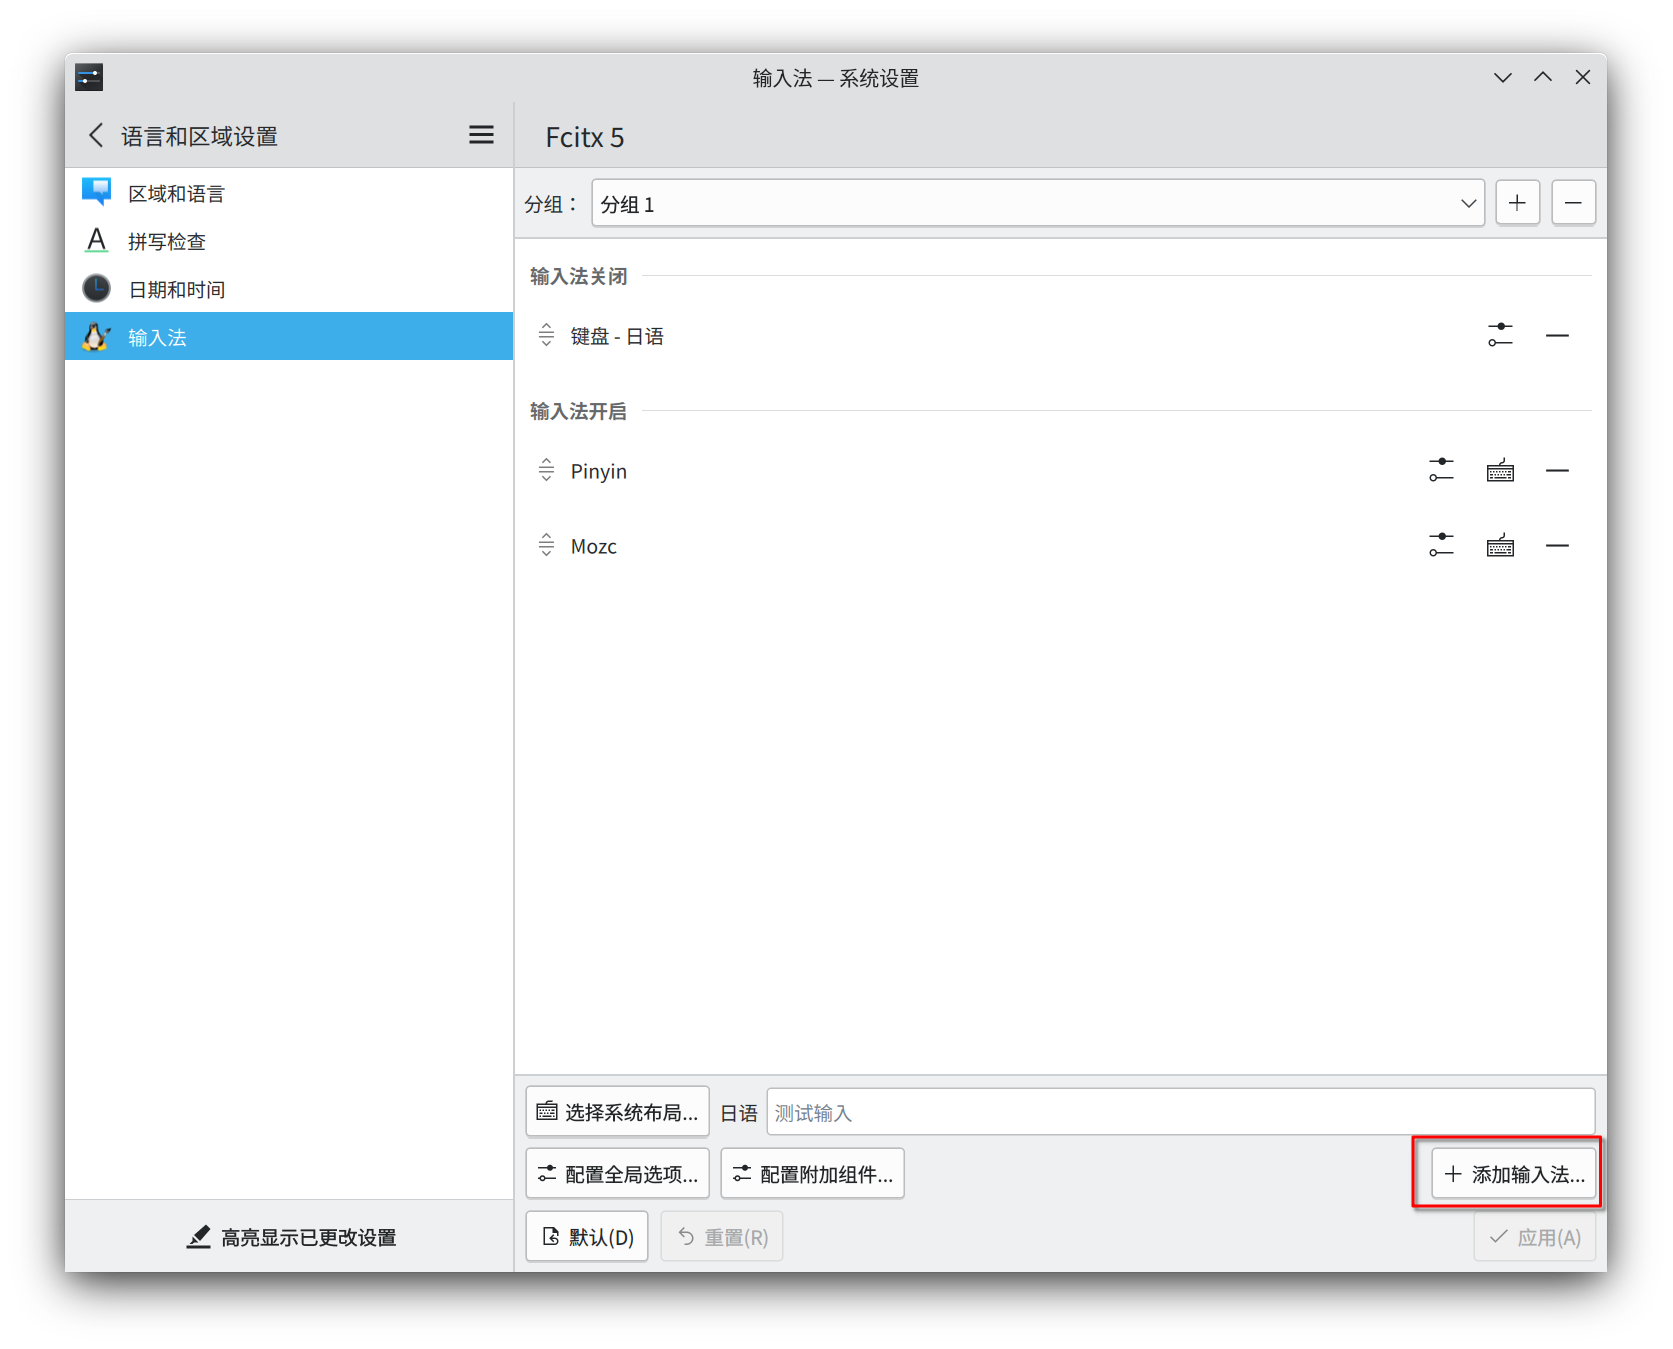 输入法 — 系统设置
语言和区域设置
Fcitx 5
区域和语言
拼写检查
日期和时间
输入法
分组：
分组 1
输入法关闭
键盘 - 日语
输入法开启
Pinyin
Mozc
选择系统布局...
日语
测试输入
配置全局选项...
配置附加组件...
添加输入法...
高亮显示已更改设置
默认(D)
重置(R)
应用(A)